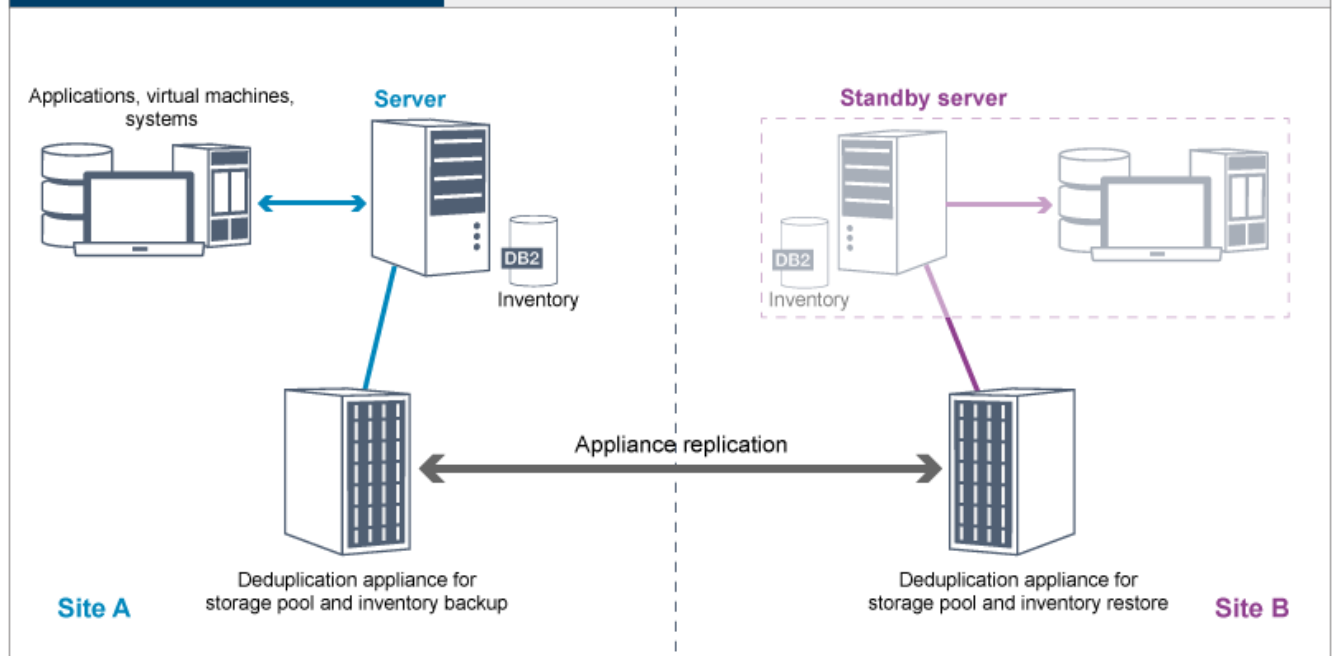 Applications, virtual machines,
systems
Server
DB2
Inventory
Standby server
DB2
Inventory
Appliance replication
Deduplication appliance for
storage pool and inventory backup
Site A
Deduplication appliance for
storage pool and inventory restore
Site B